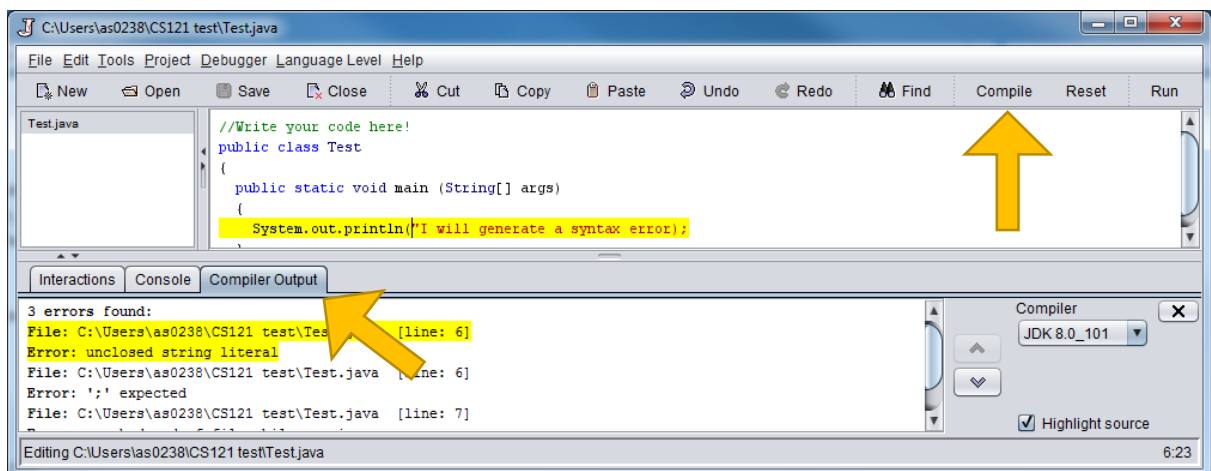 C:\Users\as0238\CS121 test\Test.java
File Edit Tools Project Debugger Language Level Help
New Open Save Close Cut Copy Paste Undo Redo Find Compile Reset Run
Test.java
//Write your code here!
public class Test
{
public static void main (String[] args)
{
System.out.println("I will generate a syntax error);
Interactions Console Compiler Output
3 errors found:
File: C:\Users\as0238\CS121 test\Test.java [line: 6]
Error: unclosed string literal
File: C:\Users\as0238\CS121 test\Test.java [line: 6]
Error: ';' expected
File: C:\Users\as0238\CS121 test\Test.java [line: 7]
Compiler
JDK 8.0_101
Highlight source
Editing C:\Users\as0238\CS121 test\Test.java 6:23